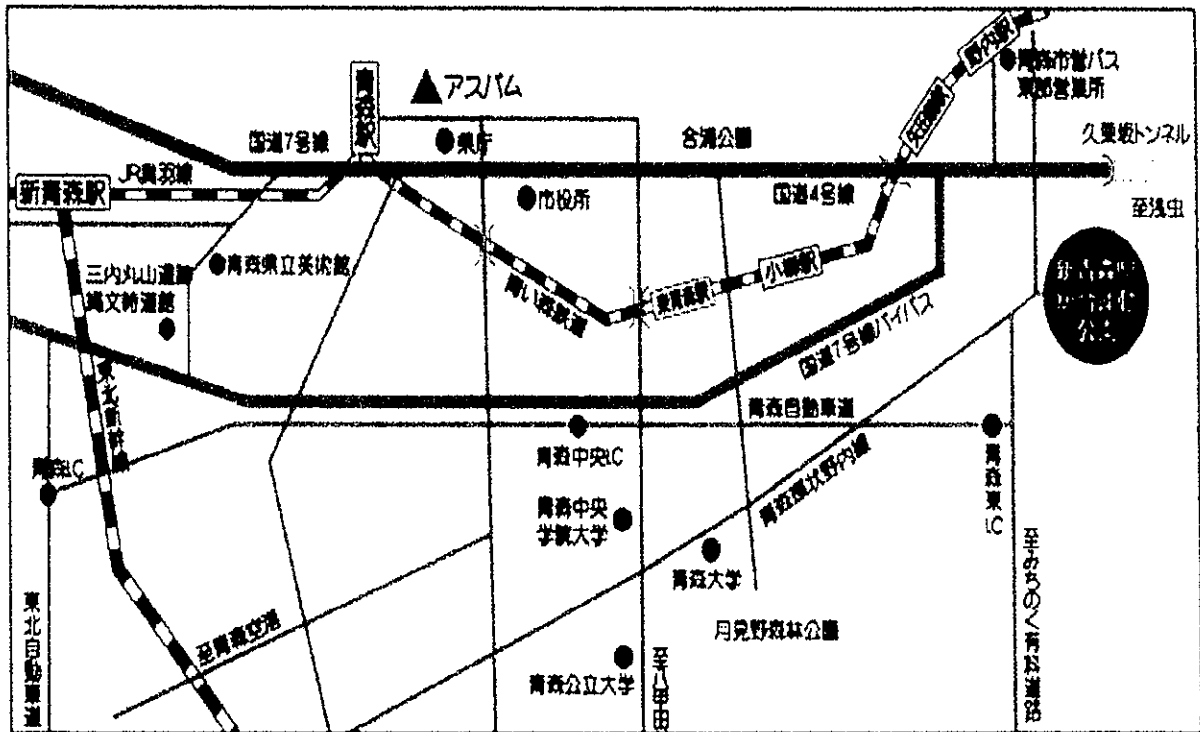 野内駅
青森市営バス
東部営業所
青森駅
アスパム
矢田前駅
国道7号線
県庁
合浦公園
久栗坂トンネル
JR奥羽線
新青森駅
市役所
国道4号線
至浅虫
三内丸山遺跡
縄文時遊館
青森県立美術館
青い森鉄道
東青森駅
小柳駅
公園
国道7号線バイパス
東北新幹線
青森自動車道
青森I.C
青森中央I.C
青森環状野内線
青森東I.C
青森中央
学院大学
青森大学
至みちのく有料道路
東北自動車道
至青森空港
月見野森林公園
青森公立大学
至八甲田